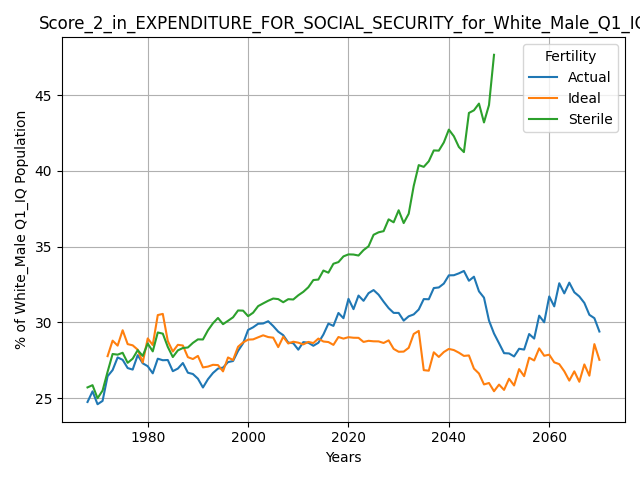 Score_2_in_EXPENDITURE_FOR_SOCIAL_SECURITY_for_White_Male_Q1_IQ
Fertility
Actual
Ideal
Sterile
% of White_Male Q1_IQ Population
45
40
35
30
25
1980 2000 2020 2040 2060
Years